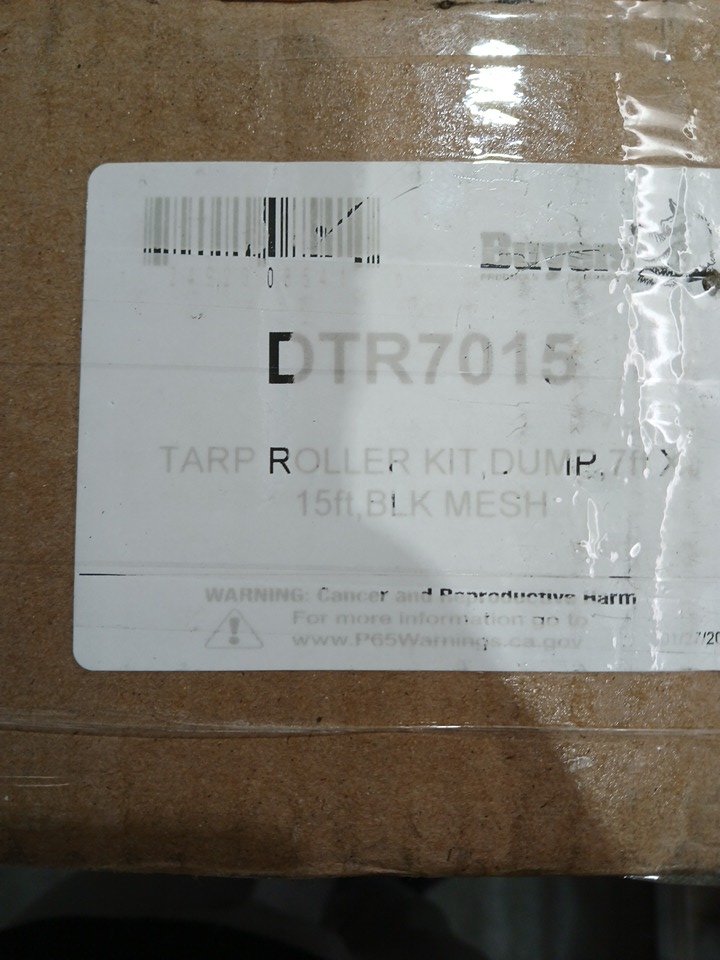 Buyers
DTR7015
TARP ROLLER KIT,DUMP,7ft X
15ft,BLK MESH
WARNING: Cancer and Reproductive Harm
For more information go to
www.P65Warnings.ca.gov